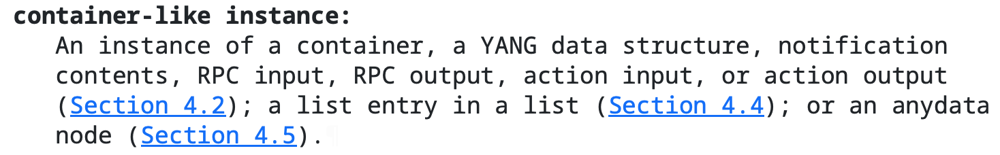 container-like instance:
An instance of a container, a YANG data structure, notification
contents, RPC input, RPC output, action input, or action output
(Section 4.2); a list entry in a list (Section 4.4); or an anydata
node (Section 4.5).